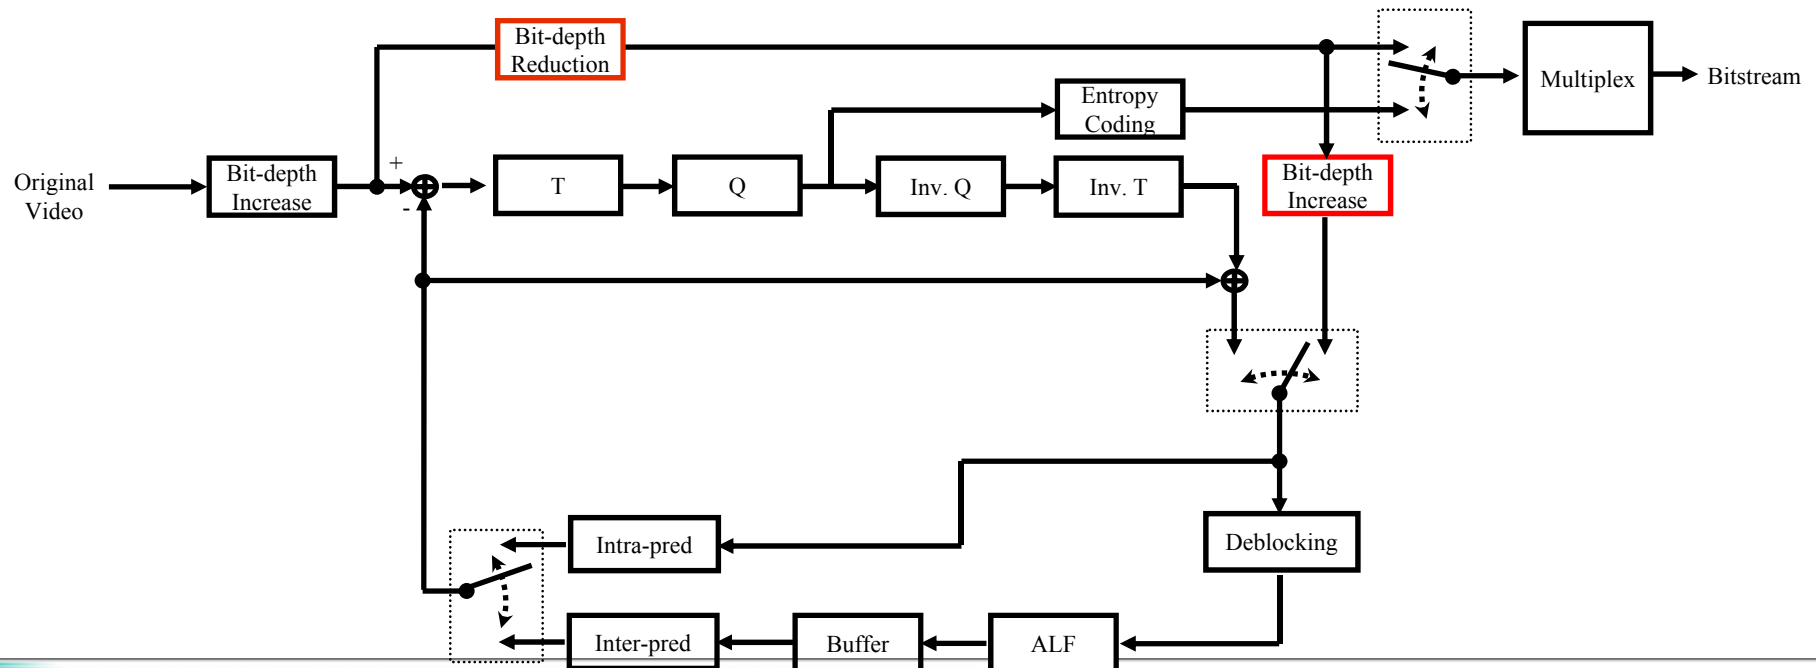 Bit-depth
Reduction
Entropy
Coding
Multiplex
Bitstream
Original
Video
Bit-depth
Increase
+
-
T
Q
Inv. Q
Inv. T
Bit-depth
Increase
Intra-pred
Deblocking
Inter-pred
Buffer
ALF